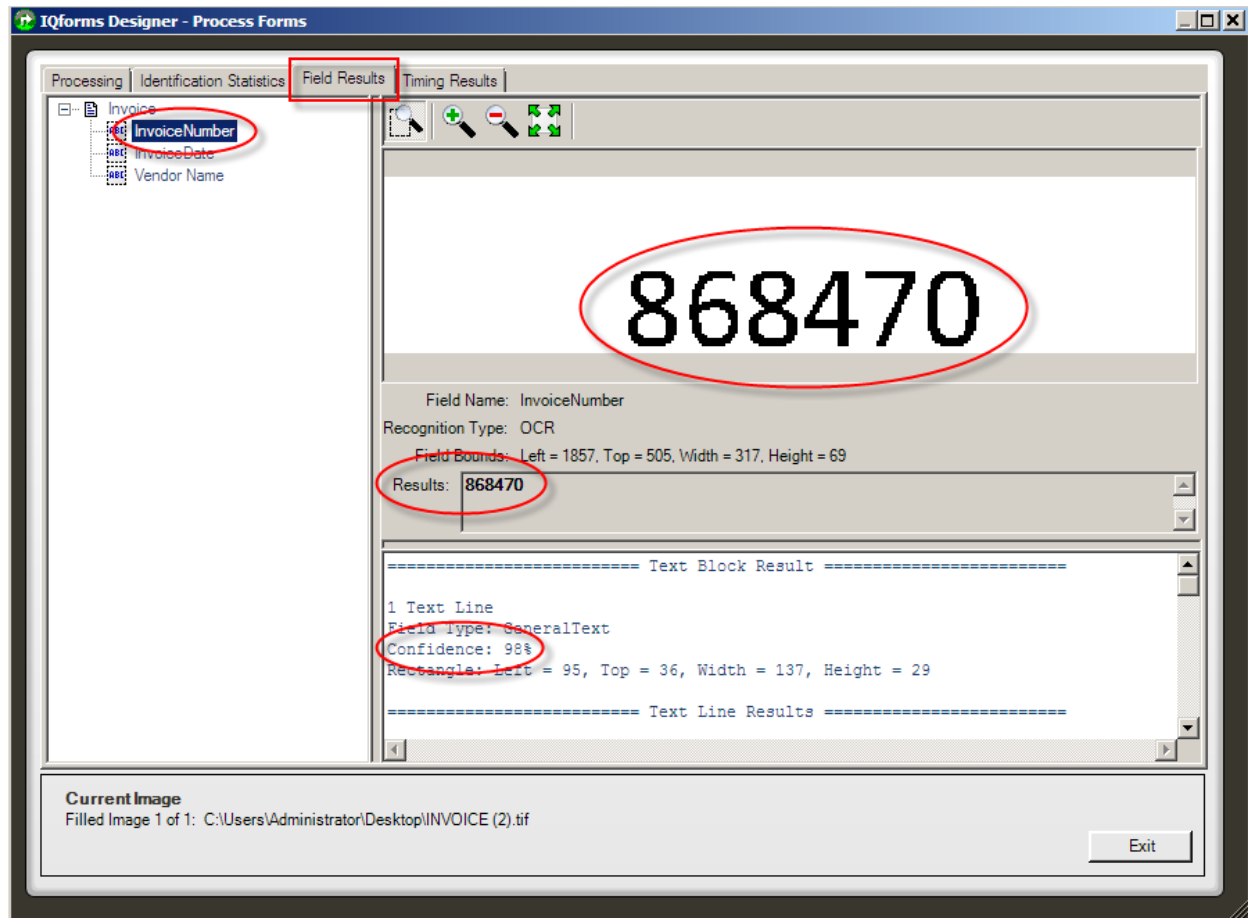 IQforms Designer - Process Forms
Processing Identification Statistics Field Results Timing Results
Invoice
InvoiceNumber
InvoiceDate
Vendor Name
868470
Field Name: InvoiceNumber
Recognition Type: OCR
Field Bounds: Left = 1857, Top = 505, Width = 317, Height = 69
Results: 868470
========================== Text Block Result =========================
1 Text Line
Field Type: GeneralText
Confidence: 98%
Rectangle: Left = 95, Top = 36, Width = 137, Height = 29
========================== Text Line Results =========================
Current Image
Filled Image 1 of 1: C:\Users\Administrator\Desktop\INVOICE (2).tif
Exit